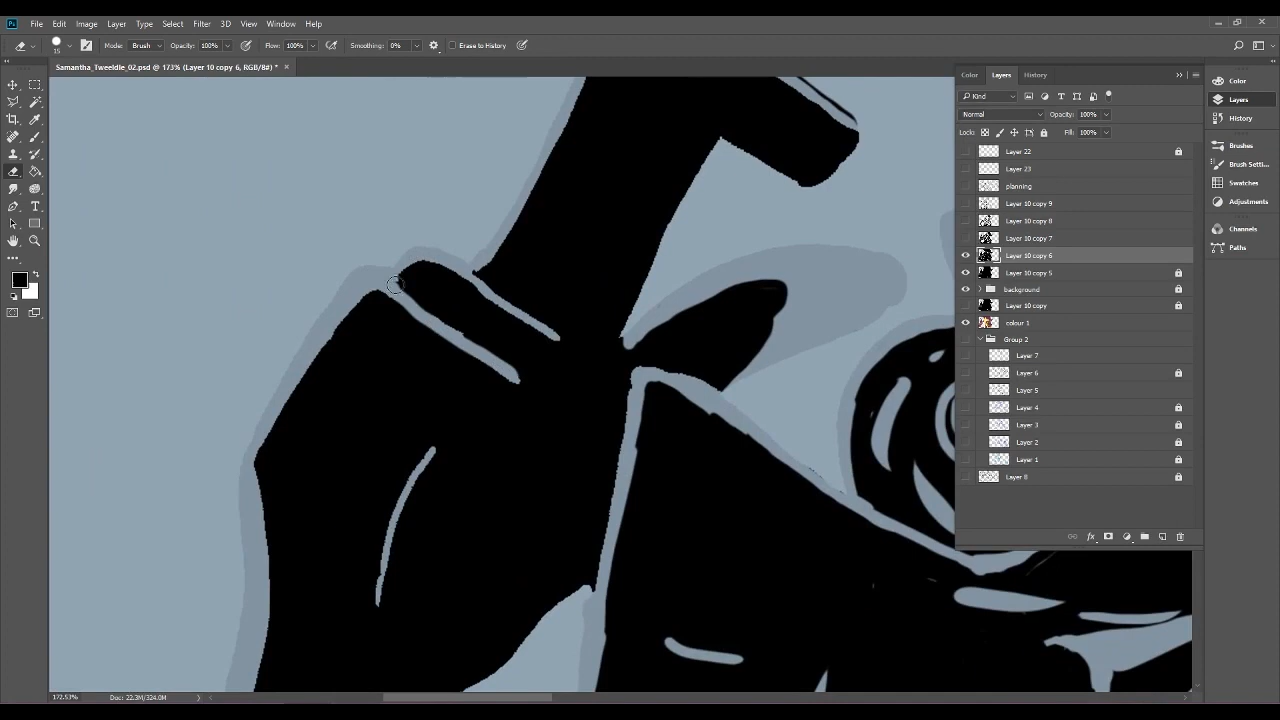 Ps File Edit Image Layer Type Select Filter 3D View Window Help
15 Mode: Brush Opacity: 100% Flow: 100% Smoothing: 0% Erase to History
Samantha_Tweeldle_02.psd @ 173% (Layer 10 copy 6, RGB/8#) * ×
Color Layers History
Kind
Normal Opacity: 100%
Lock: Fill: 100%
Layer 22
Layer 23
planning
Layer 10 copy 9
Layer 10 copy 8
Layer 10 copy 7
Layer 10 copy 6
Layer 10 copy 5
background
Layer 10 copy
colour 1
Group 2
Layer 7
Layer 6
Layer 5
Layer 4
Layer 3
Layer 2
Layer 1
Layer 8
fx
Color
Layers
History
Brushes
Brush Setti...
Swatches
Adjustments
Channels
Paths
172.53% Doc: 22.3M/324.0M